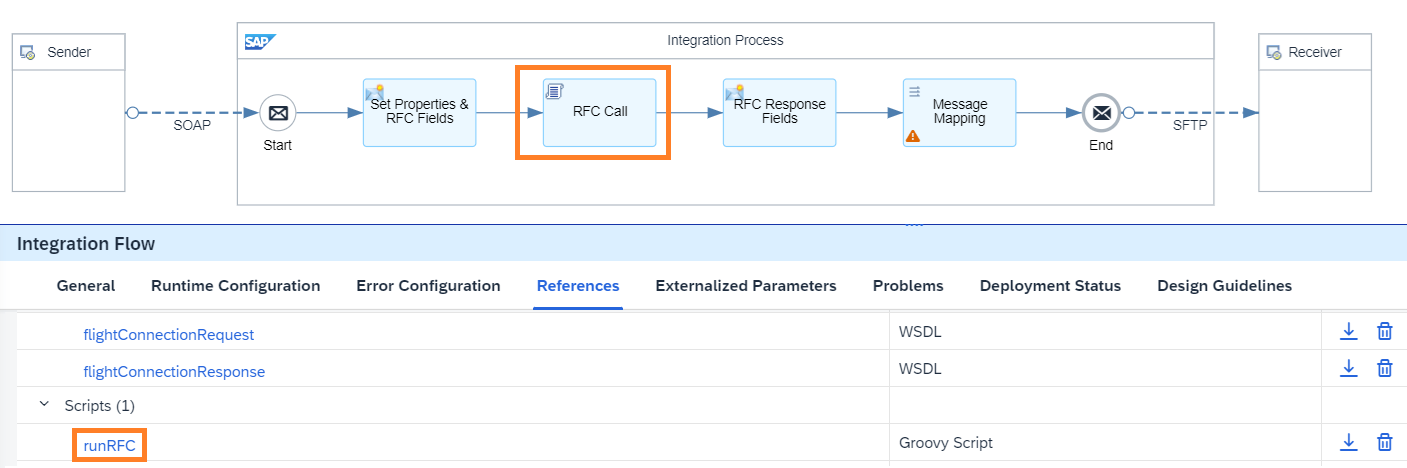 SAP
Integration Process
Sender
Receiver
Set Properties &
RFC Fields
RFC Call
RFC Response
Fields
Message
Mapping
SOAP
SFTP
Start
End
Integration Flow
General Runtime Configuration Error Configuration References Externalized Parameters Problems Deployment Status Design Guidelines
flightConnectionRequest WSDL
flightConnectionResponse WSDL
Scripts (1)
runRFC Groovy Script